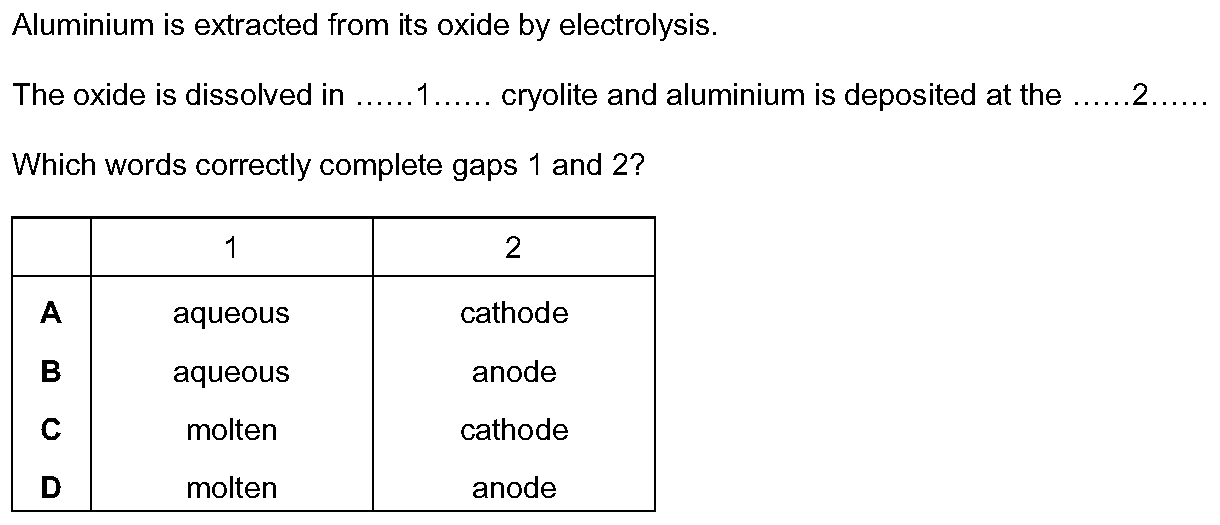 Aluminium is extracted from its oxide by electrolysis.
The oxide is dissolved in ......1...... cryolite and aluminium is deposited at the ......2......
Which words correctly complete gaps 1 and 2?
1 2
A aqueous cathode
B aqueous anode
C molten cathode
D molten anode